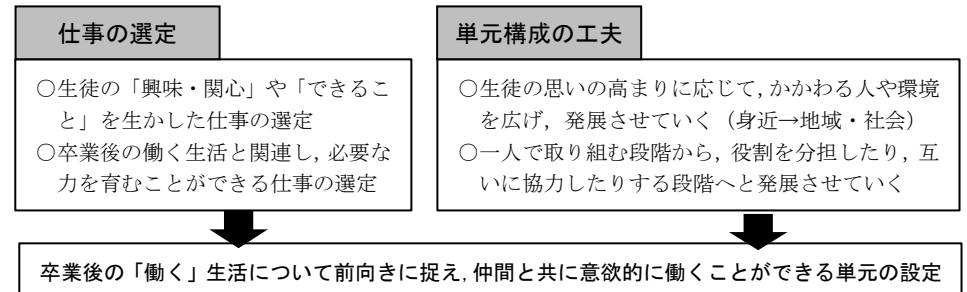 仕事の選定
○生徒の「興味・関心」や「できるこ
と」を生かした仕事の選定
○卒業後の働く生活と関連し,必要な
力を育むことができる仕事の選定
単元構成の工夫
○生徒の思いの高まりに応じて,かかわる人や環境
を広げ，発展させていく（身近→地域・社会）
○一人で取り組む段階から，役割を分担したり，互
いに協力したりする段階へと発展させていく
卒業後の「働く」生活について前向きに捉え,仲間と共に意欲的に働くことができる単元の設定